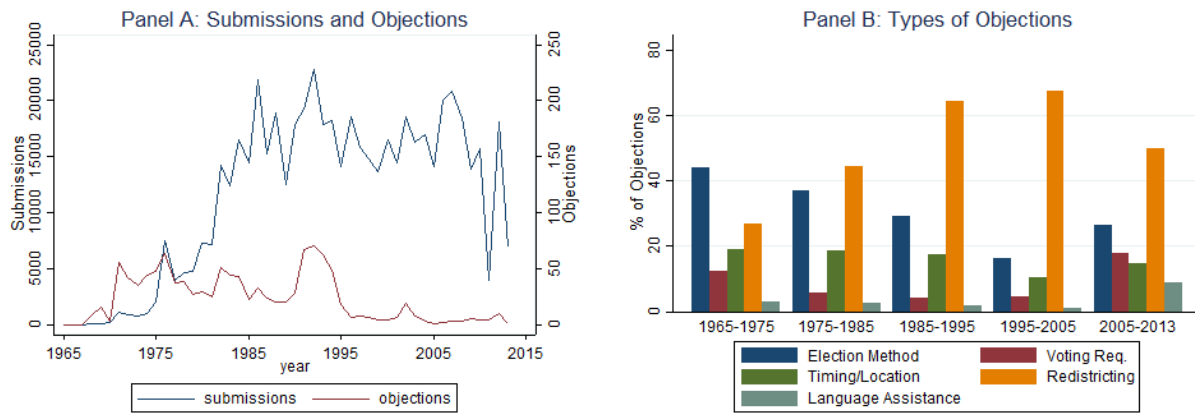 Panel A: Submissions and Objections
25000
20000
15000
10000
5000
0
Submissions
250
200
150
100
50
0
Objections
1965 1975 1985 1995 2005 2015
year
submissions objections
Panel B: Types of Objections
80
60
40
20
0
% of Objections
1965-1975 1975-1985 1985-1995 1995-2005 2005-2013
Election Method Voting Req.
Timing/Location Redistricting
Language Assistance